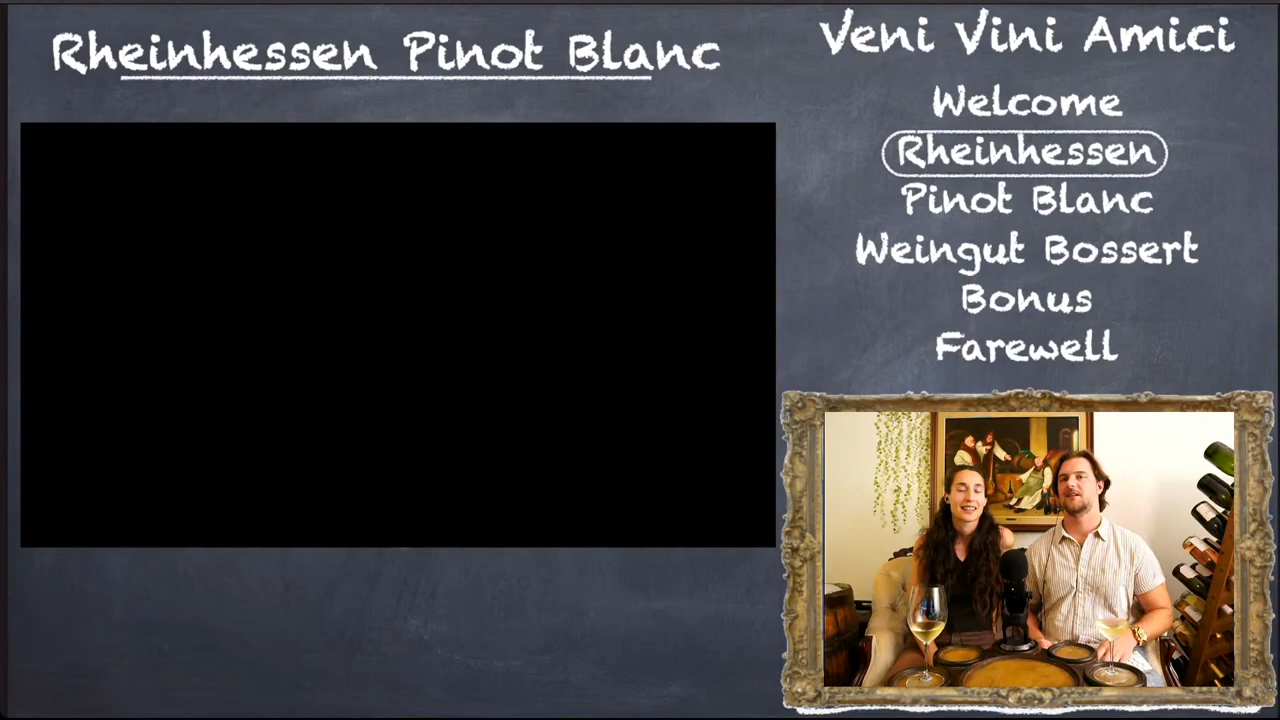 Rheinhessen Pinot Blanc
Veni Vini Amici
Welcome
Rheinhessen
Pinot Blanc
Weingut Bossert
Bonus
Farewell